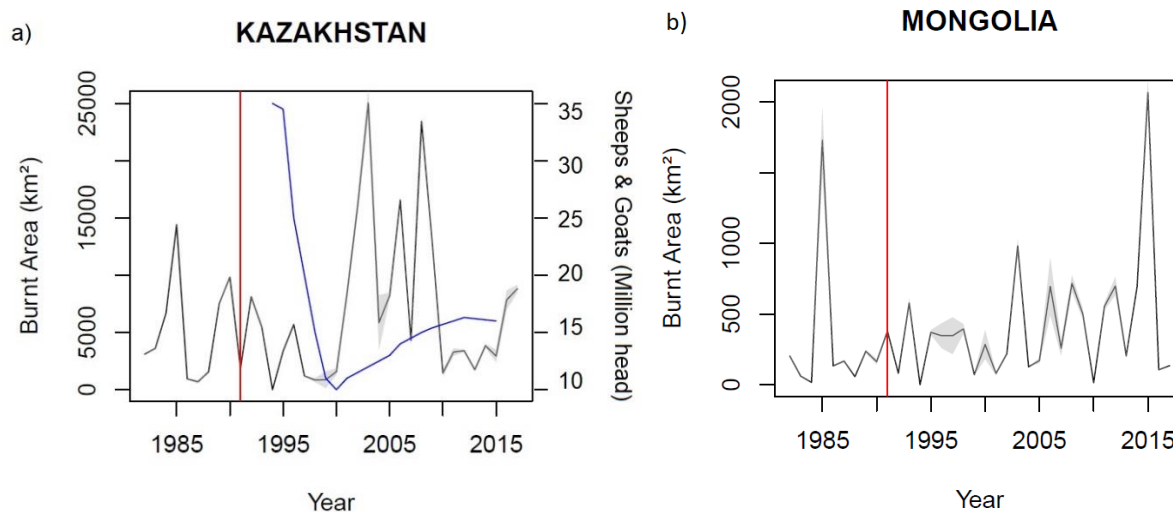 a)
KAZAKHSTAN
25000
15000
5000
0
Burnt Area (km²)
35
30
25
20
15
10
Sheeps & Goats (Million head)
1985
1995
2005
2015
Year
b)
MONGOLIA
2000
1000
500
0
Burnt Area (km²)
1985
1995
2005
2015
Year